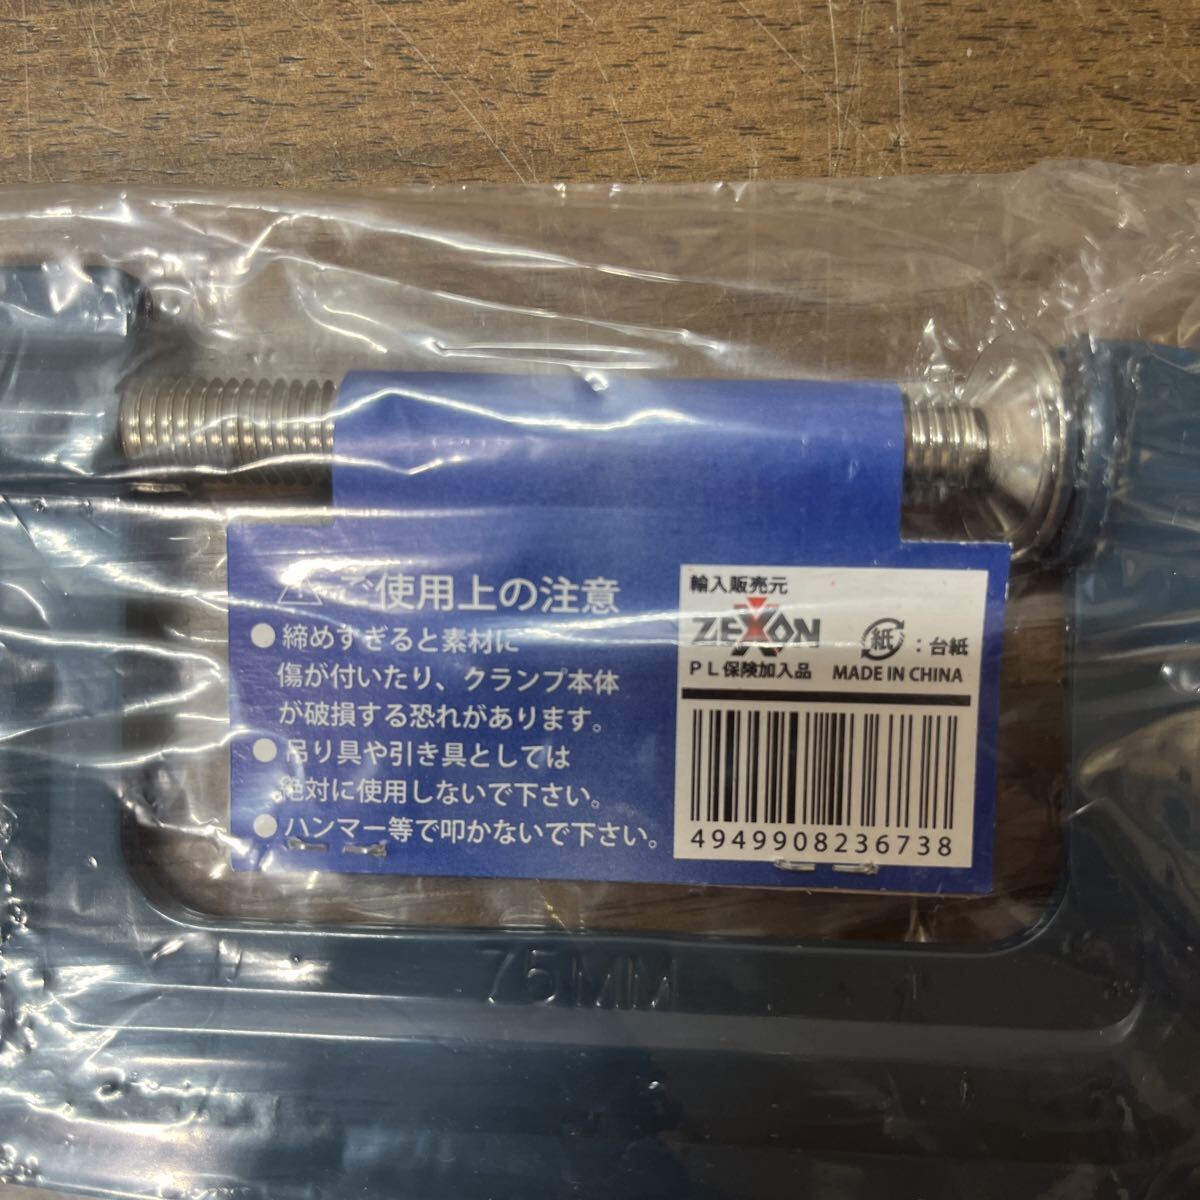 ⚠ご使用上の注意
● 締めすぎると素材に
傷が付いたり、クランプ本体
が破損する恐れがあります。
● 吊り具や引き具としては
絶対に使用しないで下さい。
● ハンマー等で叩かないで下さい。
輸入販売元
ZEXON
PL保険加入品
紙：台紙
MADE IN CHINA
4949908236738
75MM